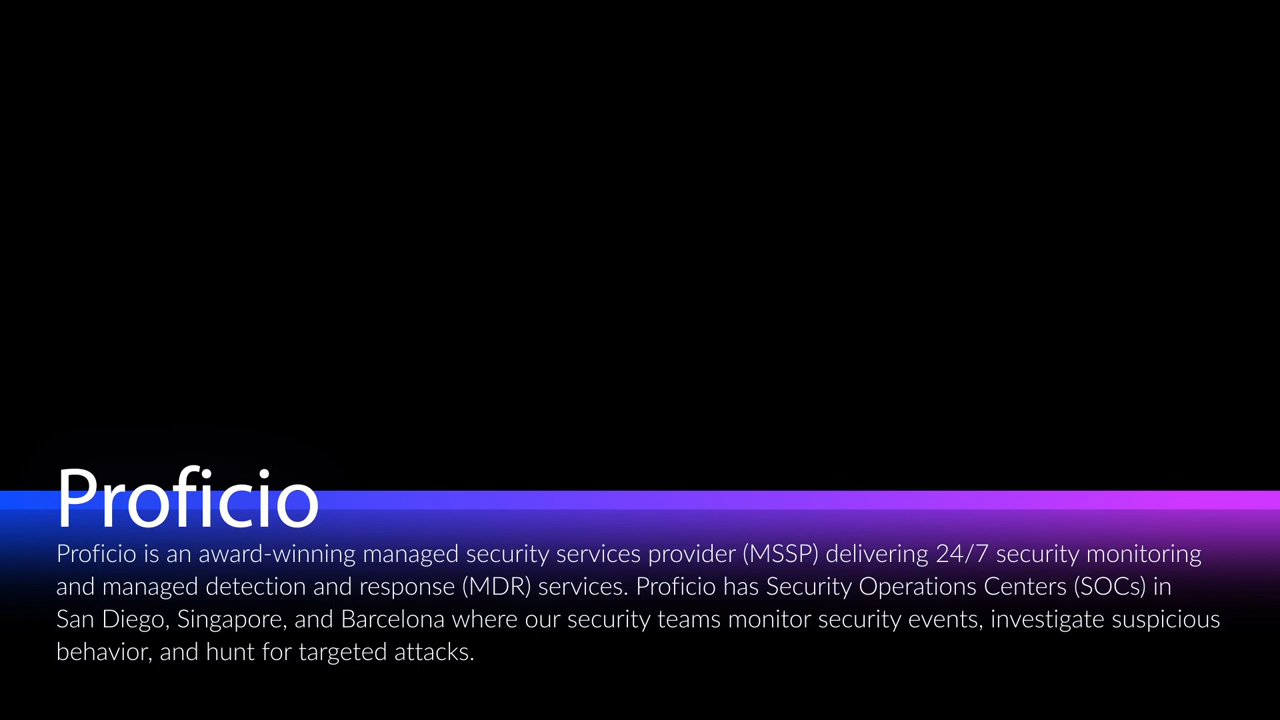 Proficio
Proficio is an award-winning managed security services provider (MSSP) delivering 24/7 security monitoring
and managed detection and response (MDR) services. Proficio has Security Operations Centers (SOCs) in
San Diego, Singapore, and Barcelona where our security teams monitor security events, investigate suspicious
behavior, and hunt for targeted attacks.